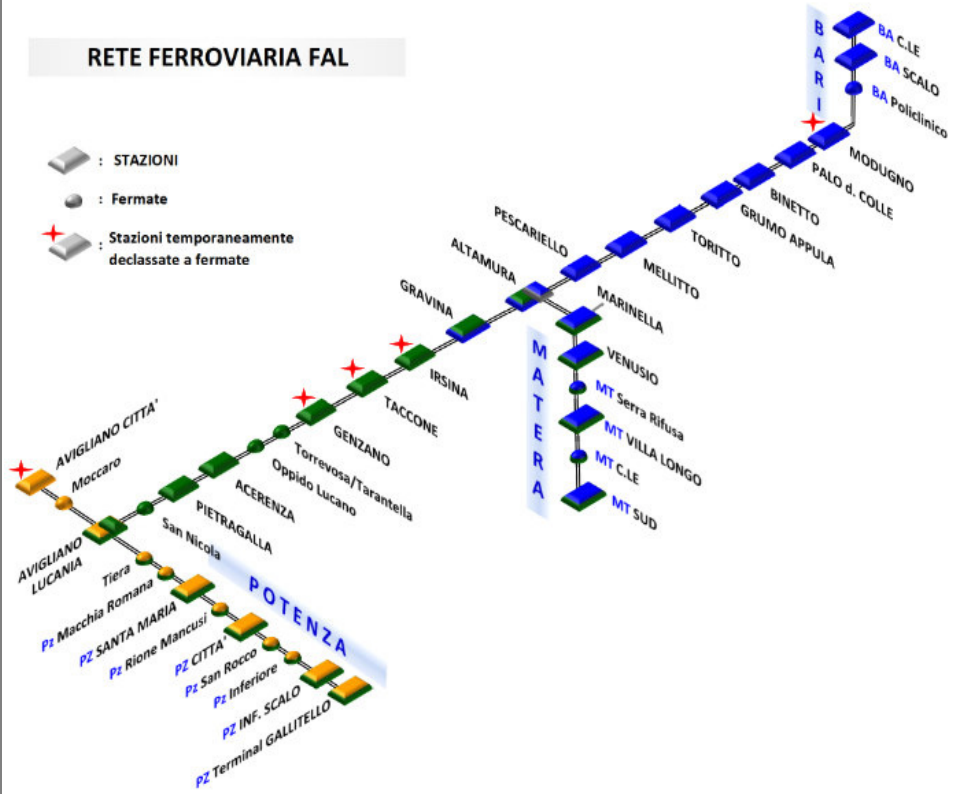 RETE FERROVIARIA FAL
: STAZIONI
: Fermate
: Stazioni temporaneamente
declassate a fermate
BARI
BA C.LE
BA SCALO
BA Policlinico
MODUGNO
PALO d. COLLE
BINETTO
GRUMO APPULA
TORITTO
MELLITTO
PESCARIELLO
ALTAMURA
MARINELLA
VENUSIO
MT Serra Rifusa
MT VILLA LONGO
MT C.LE
MT SUD
MATERA
GRAVINA
IRSINA
TACCONE
GENZANO
Torrevosa/Tarantella
Oppido Lucano
ACERENZA
PIETRAGALLA
San Nicola
AVIGLIANO CITTA'
Moccaro
AVIGLIANO
LUCANIA
Tiera
Pz Macchia Romana
PZ SANTA MARIA
Pz Rione Mancusi
PZ CITTA'
Pz San Rocco
Pz Inferiore
PZ INF. SCALO
PZ Terminal GALLITELLO
POTENZA